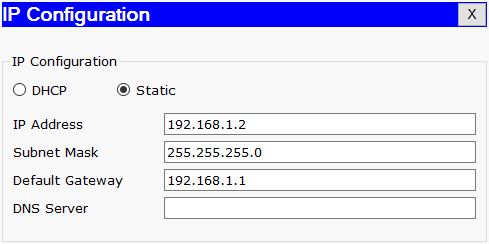 IP Configuration X
IP Configuration
DHCP Static
IP Address 192.168.1.2
Subnet Mask 255.255.255.0
Default Gateway 192.168.1.1
DNS Server